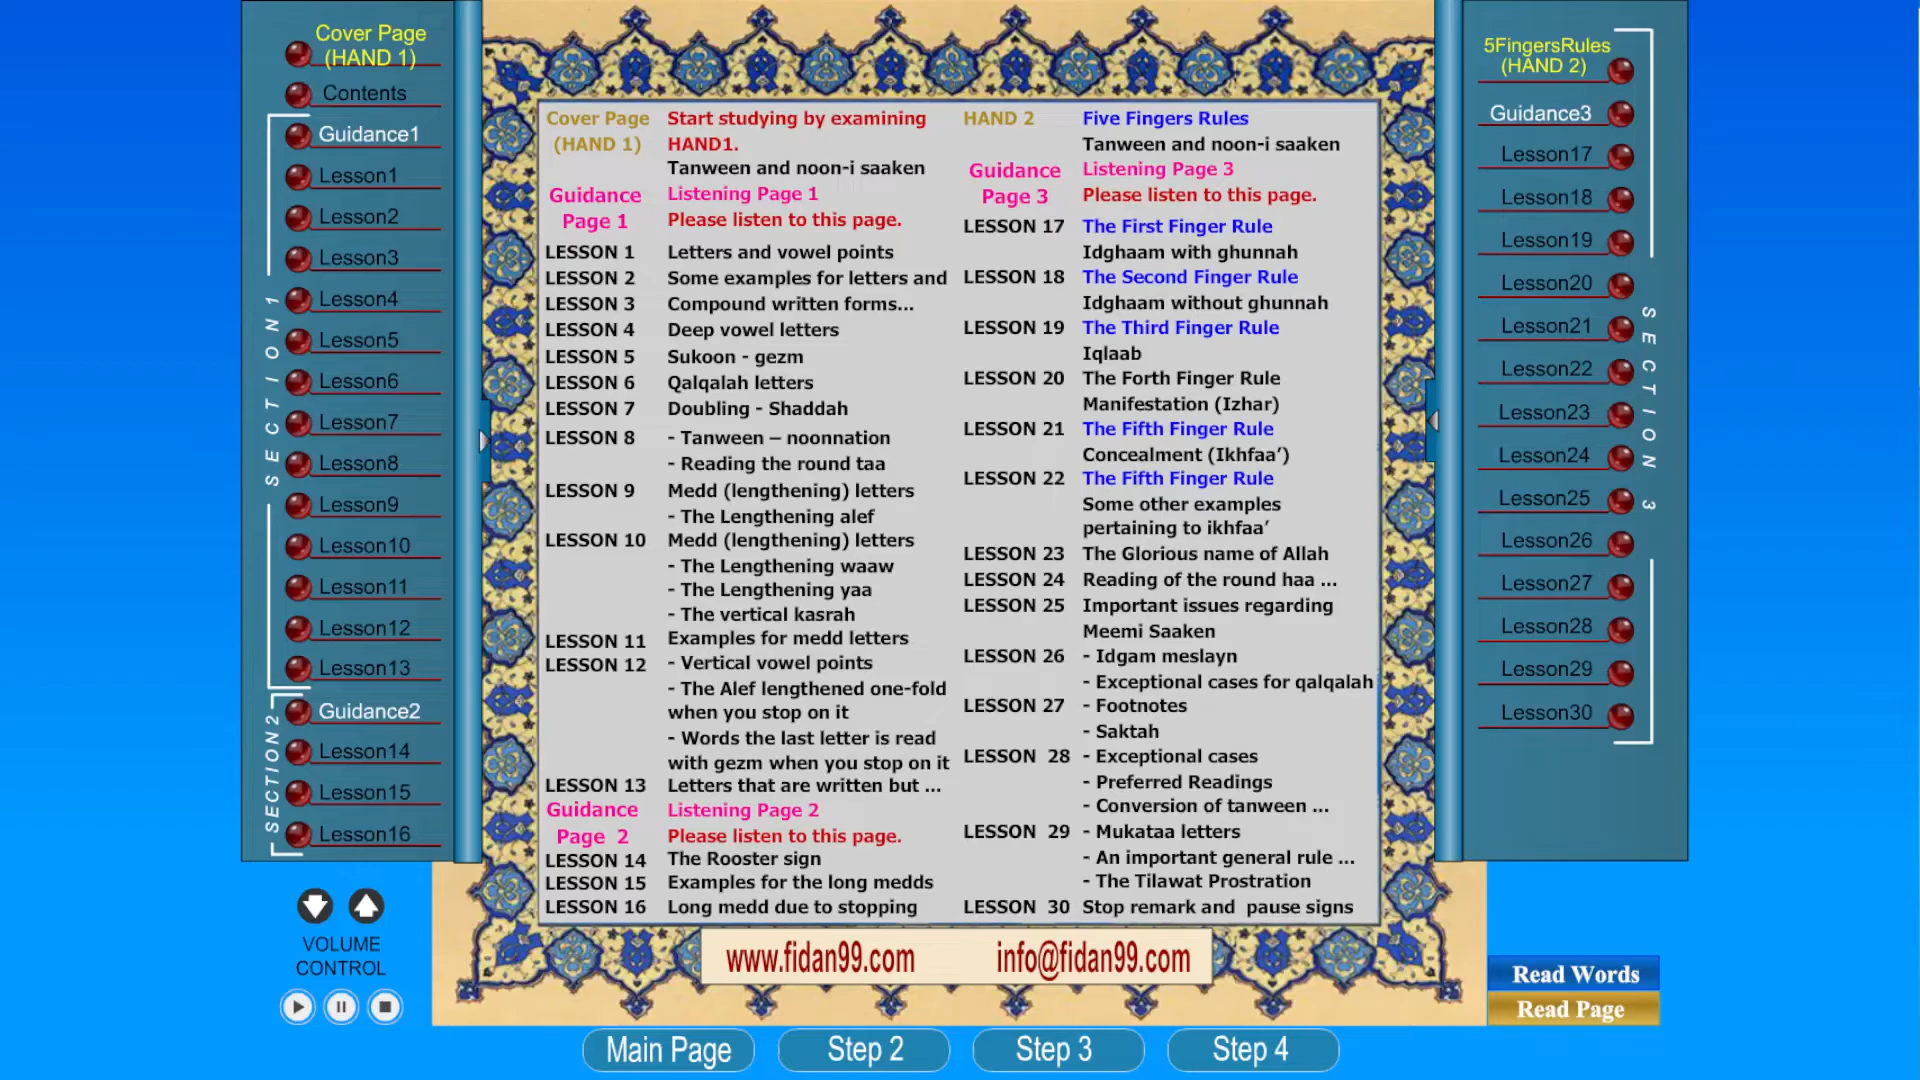 Cover Page
(HAND 1)
Contents
Guidance1
Lesson1
Lesson2
Lesson3
Lesson4
Lesson5
Lesson6
Lesson7
Lesson8
Lesson9
Lesson10
Lesson11
Lesson12
Lesson13
Guidance2
Lesson14
Lesson15
Lesson16
SECTION 1
SECTION2
VOLUME
CONTROL
Cover Page Start studying by examining
(HAND 1) HAND1.
Tanween and noon-i saaken
Guidance Listening Page 1
Page 1 Please listen to this page.
LESSON 1 Letters and vowel points
LESSON 2 Some examples for letters and
LESSON 3 Compound written forms...
LESSON 4 Deep vowel letters
LESSON 5 Sukoon - gezm
LESSON 6 Qalqalah letters
LESSON 7 Doubling - Shaddah
LESSON 8 - Tanween – noonnation
- Reading the round taa
LESSON 9 Medd (lengthening) letters
- The Lengthening alef
LESSON 10 Medd (lengthening) letters
- The Lengthening waaw
- The Lengthening yaa
- The vertical kasrah
LESSON 11 Examples for medd letters
LESSON 12 - Vertical vowel points
- The Alef lengthened one-fold
when you stop on it
- Words the last letter is read
with gezm when you stop on it
LESSON 13 Letters that are written but ...
Guidance Listening Page 2
Page 2 Please listen to this page.
LESSON 14 The Rooster sign
LESSON 15 Examples for the long medds
LESSON 16 Long medd due to stopping
HAND 2 Five Fingers Rules
Tanween and noon-i saaken
Guidance Listening Page 3
Page 3 Please listen to this page.
LESSON 17 The First Finger Rule
Idghaam with ghunnah
LESSON 18 The Second Finger Rule
Idghaam without ghunnah
LESSON 19 The Third Finger Rule
Iqlaab
LESSON 20 The Forth Finger Rule
Manifestation (Izhar)
LESSON 21 The Fifth Finger Rule
Concealment (Ikhfaa’)
LESSON 22 The Fifth Finger Rule
Some other examples
pertaining to ikhfaa’
LESSON 23 The Glorious name of Allah
LESSON 24 Reading of the round haa ...
LESSON 25 Important issues regarding
Meemi Saaken
LESSON 26 - Idgam meslayn
- Exceptional cases for qalqalah
LESSON 27 - Footnotes
- Saktah
LESSON 28 - Exceptional cases
- Preferred Readings
- Conversion of tanween ...
LESSON 29 - Mukataa letters
- An important general rule ...
- The Tilawat Prostration
LESSON 30 Stop remark and pause signs
www.fidan99.com info@fidan99.com
5FingersRules
(HAND 2)
Guidance3
Lesson17
Lesson18
Lesson19
Lesson20
Lesson21
Lesson22
Lesson23
Lesson24
Lesson25
Lesson26
Lesson27
Lesson28
Lesson29
Lesson30
SECTION 3
Read Words
Read Page
Main Page Step 2 Step 3 Step 4